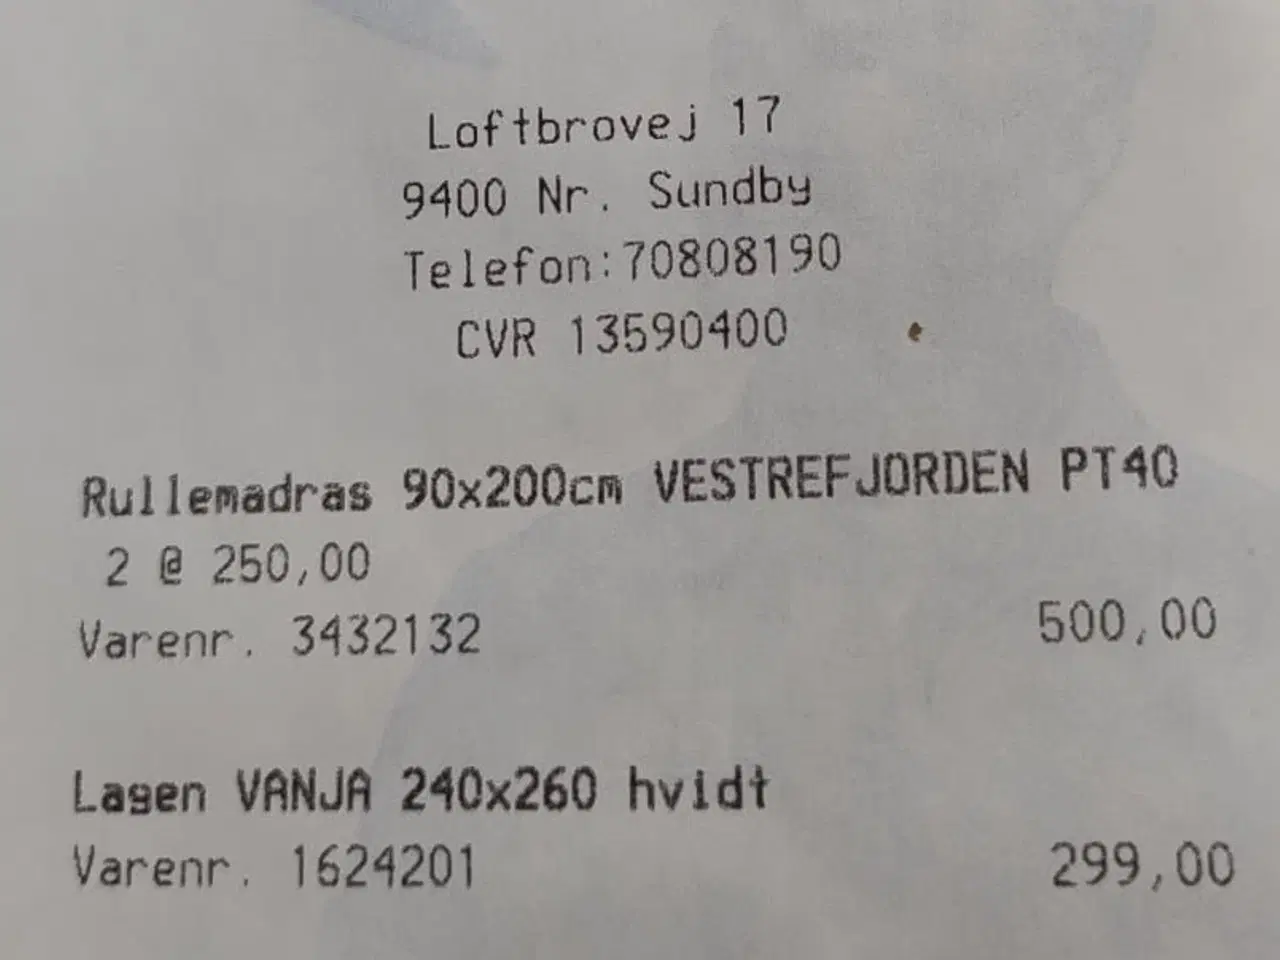 Loftbrovej 17
9400 Nr. Sundby
Telefon:70808190
CVR 13590400
Rullemadras 90x200cm VESTREFJORDEN PT40
2 @ 250,00
Varenr. 3432132 500,00
Lagen VANJA 240x260 hvidt
Varenr. 1624201 299,00